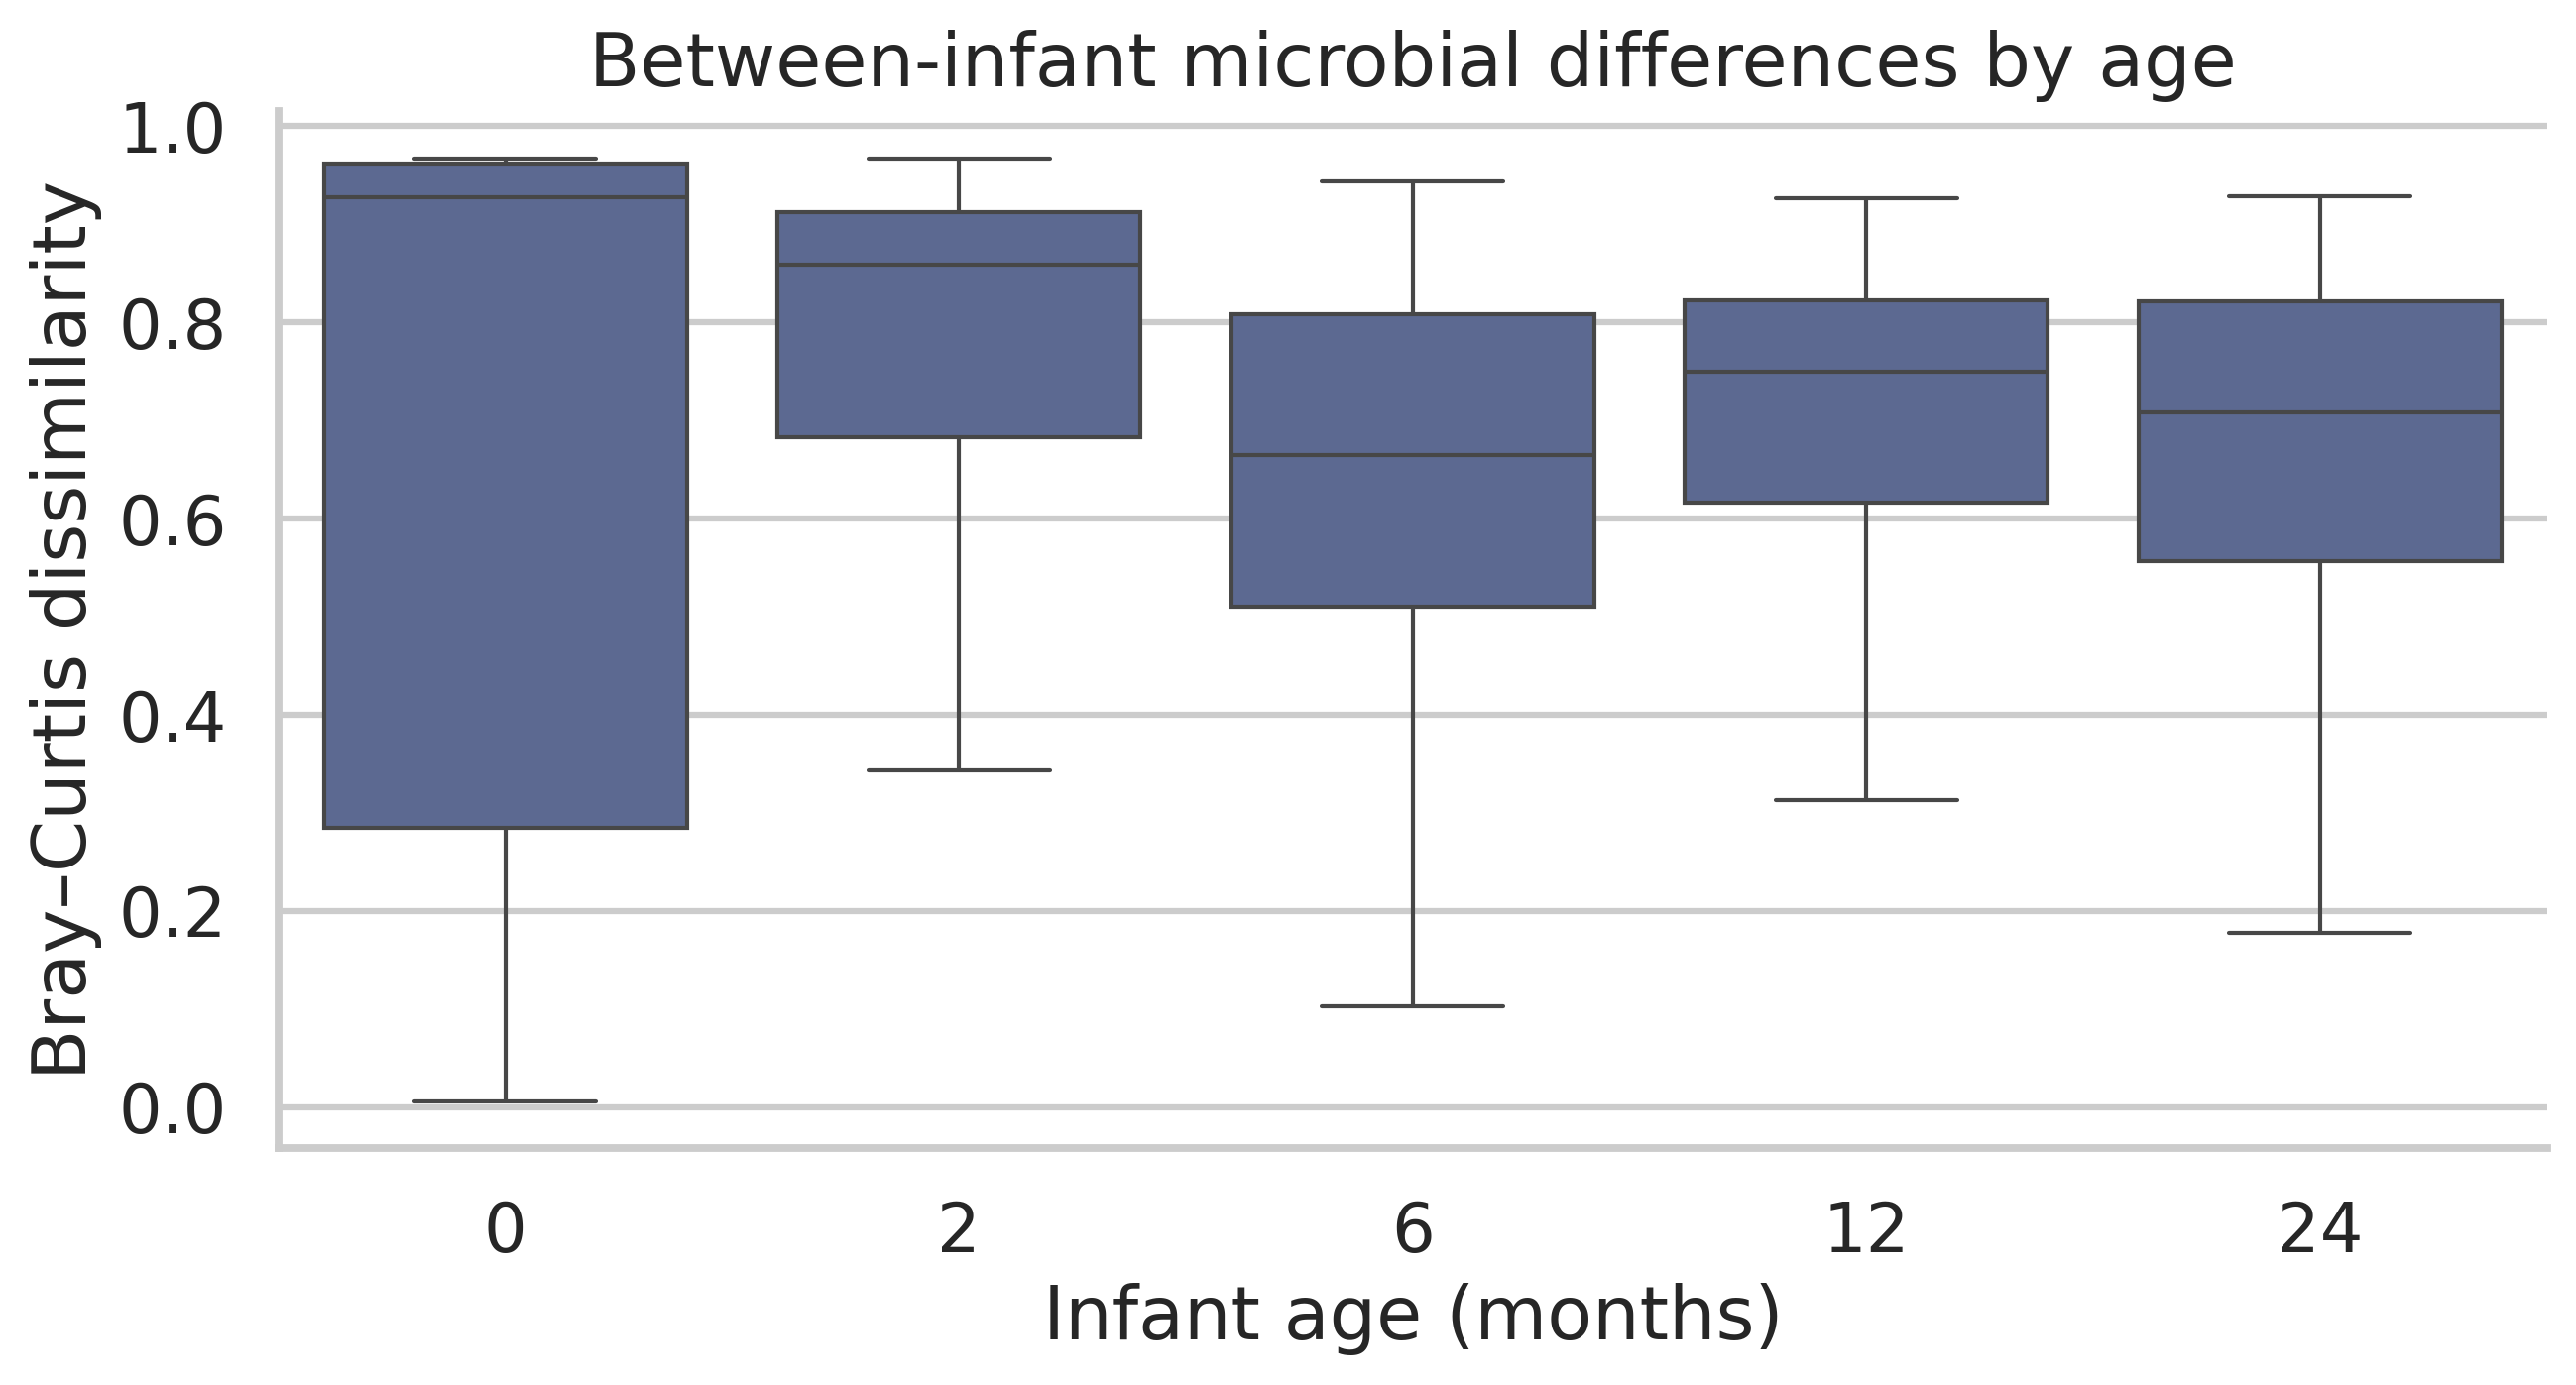 Between-infant microbial differences by age
Bray–Curtis dissimilarity
1.0
0.8
0.6
0.4
0.2
0.0
0 2 6 12 24
Infant age (months)